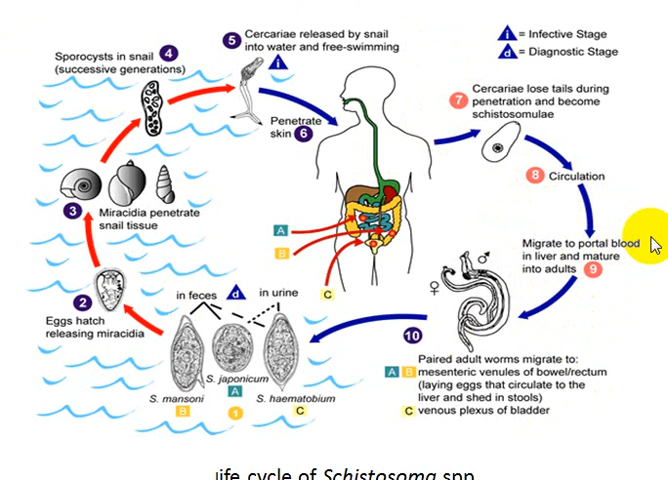 i = Infective Stage
d = Diagnostic Stage
5 Cercariae released by snail
into water and free-swimming
i
4
Sporocysts in snail
(successive generations)
Penetrate
skin 6
7
Cercariae lose tails during
penetration and become
schistosomulae
8 Circulation
3
Miracidia penetrate
snail tissue
A
B
C
Migrate to portal blood
in liver and mature
into adults 9
♀
♂
2
Eggs hatch
releasing miracidia
in feces
d
in urine
10
Paired adult worms migrate to:
A B mesenteric venules of bowel/rectum
(laying eggs that circulate to the
liver and shed in stools)
C venous plexus of bladder
S. japonicum
A
S. mansoni
B
1
S. haematobium
C
life cycle of Schistosoma spp